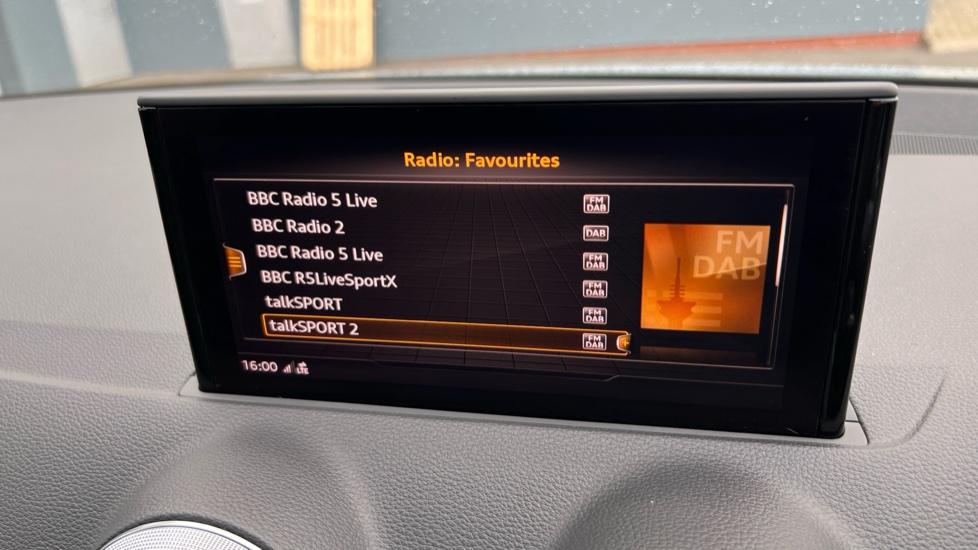 Radio: Favourites
BBC Radio 5 Live FM DAB
BBC Radio 2 DAB
BBC Radio 5 Live FM DAB
BBC R5LiveSportX FM DAB
talkSPORT FM DAB
talkSPORT 2 FM DAB
FM
DAB
16:00 LTE